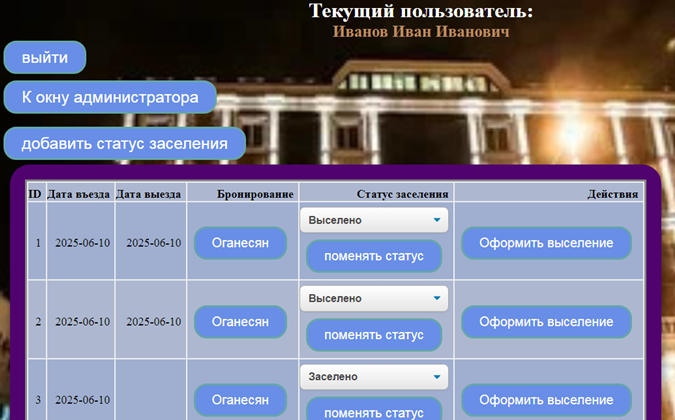 Текущий пользователь:
Иванов Иван Иванович
выйти
К окну администратора
добавить статус заселения
ID Дата въезда Дата выезда Бронирование Статус заселения Действия
1 2025-06-10 2025-06-10 Оганесян Выселено Оформить выселение
поменять статус
2 2025-06-10 2025-06-10 Оганесян Выселено Оформить выселение
поменять статус
3 2025-06-10 Оганесян Заселено Оформить выселение
поменять статус